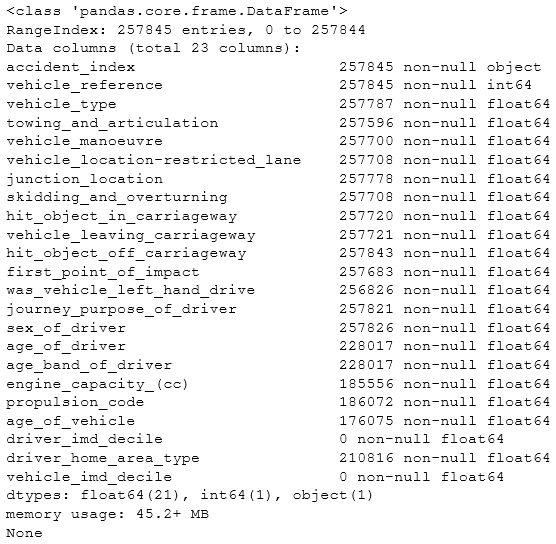 <class 'pandas.core.frame.DataFrame'>
RangeIndex: 257845 entries, 0 to 257844
Data columns (total 23 columns):
accident_index                       257845 non-null object
vehicle_reference                    257845 non-null int64
vehicle_type                         257787 non-null float64
towing_and_articulation              257596 non-null float64
vehicle_manoeuvre                    257700 non-null float64
vehicle_location-restricted_lane     257708 non-null float64
junction_location                    257778 non-null float64
skidding_and_overturning             257708 non-null float64
hit_object_in_carriageway            257720 non-null float64
vehicle_leaving_carriageway          257721 non-null float64
hit_object_off_carriageway           257843 non-null float64
first_point_of_impact                257683 non-null float64
was_vehicle_left_hand_drive          256826 non-null float64
journey_purpose_of_driver            257821 non-null float64
sex_of_driver                        257826 non-null float64
age_of_driver                        228017 non-null float64
age_band_of_driver                   228017 non-null float64
engine_capacity_(cc)                 185556 non-null float64
propulsion_code                      186072 non-null float64
age_of_vehicle                       176075 non-null float64
driver_imd_decile                    0 non-null float64
driver_home_area_type                210816 non-null float64
vehicle_imd_decile                   0 non-null float64
dtypes: float64(21), int64(1), object(1)
memory usage: 45.2+ MB
None